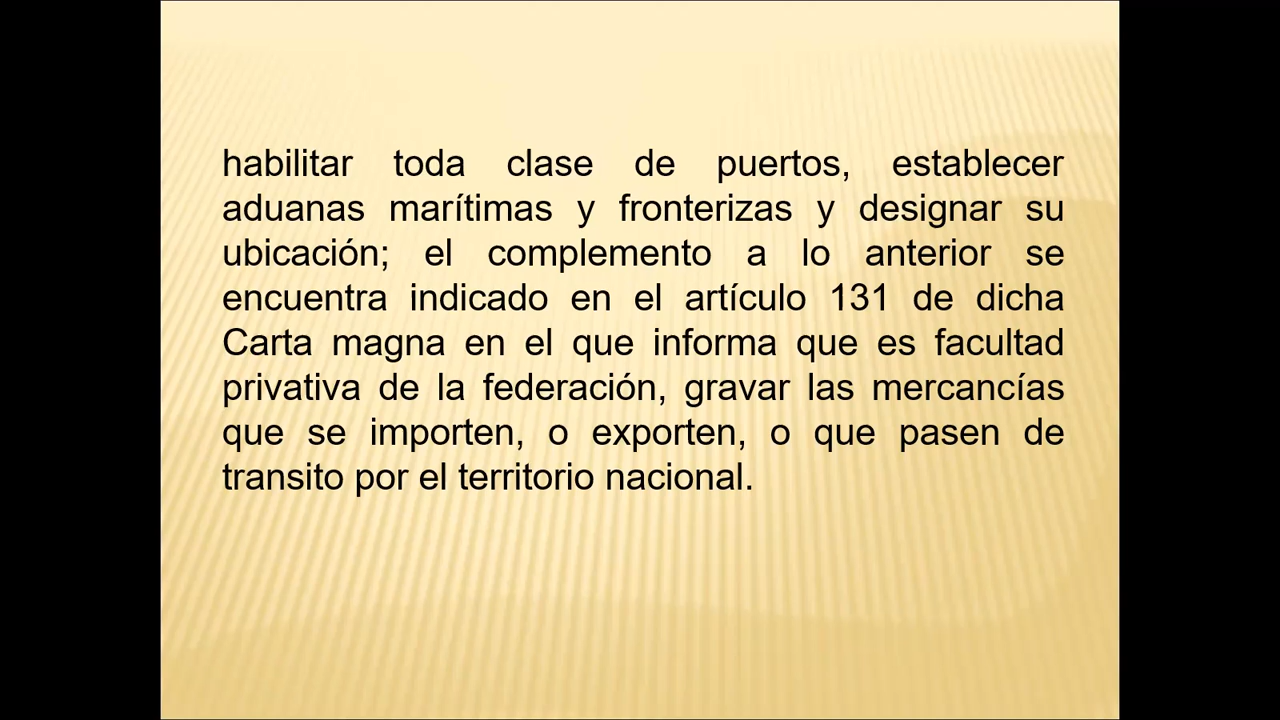 habilitar toda clase de puertos, establecer
aduanas marítimas y fronterizas y designar su
ubicación; el complemento a lo anterior se
encuentra indicado en el artículo 131 de dicha
Carta magna en el que informa que es facultad
privativa de la federación, gravar las mercancías
que se importen, o exporten, o que pasen de
transito por el territorio nacional.